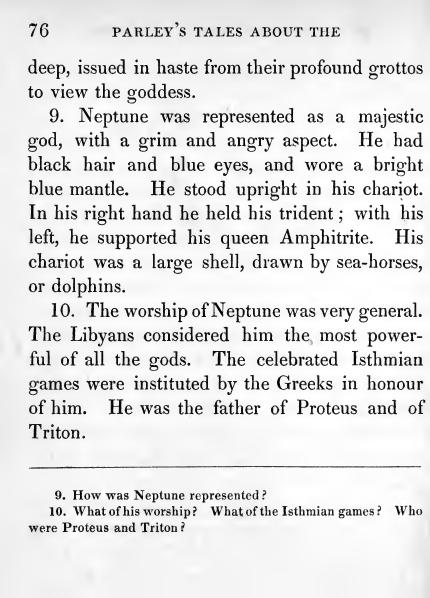 76 PARLEY'S TALES ABOUT THE
deep, issued in haste from their profound grottos
to view the goddess.
9. Neptune was represented as a majestic
god, with a grim and angry aspect. He had
black hair and blue eyes, and wore a bright
blue mantle. He stood upright in his chariot.
In his right hand he held his trident; with his
left, he supported his queen Amphitrite. His
chariot was a large shell, drawn by sea-horses,
or dolphins.
10. The worship of Neptune was very general.
The Libyans considered him the most power-
ful of all the gods. The celebrated Isthmian
games were instituted by the Greeks in honour
of him. He was the father of Proteus and of
Triton.
9. How was Neptune represented?
10. What of his worship? What of the Isthmian games? Who
were Proteus and Triton?